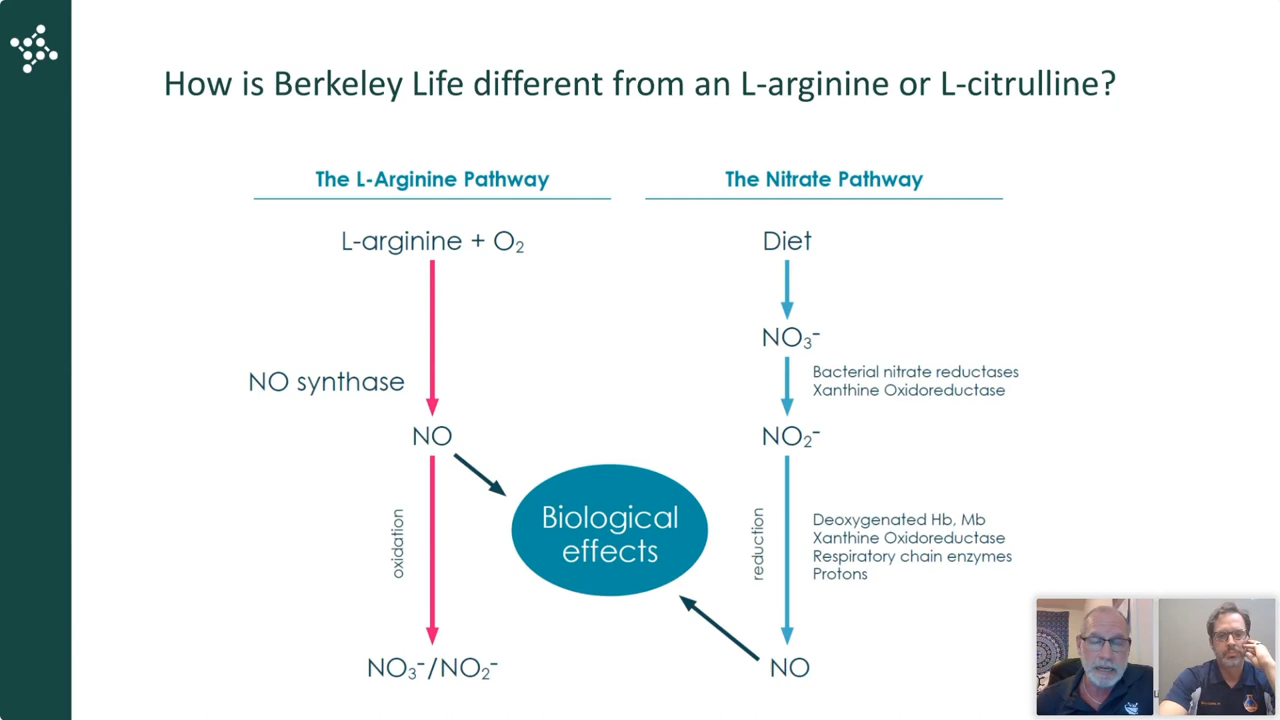 How is Berkeley Life different from an L-arginine or L-citrulline?
The L-Arginine Pathway
L-arginine + O₂
NO synthase
NO
oxidation
NO₃⁻/NO₂⁻
Biological
effects
The Nitrate Pathway
Diet
NO₃⁻
Bacterial nitrate reductases
Xanthine Oxidoreductase
NO₂⁻
reduction
Deoxygenated Hb, Mb
Xanthine Oxidoreductase
Respiratory chain enzymes
Protons
NO